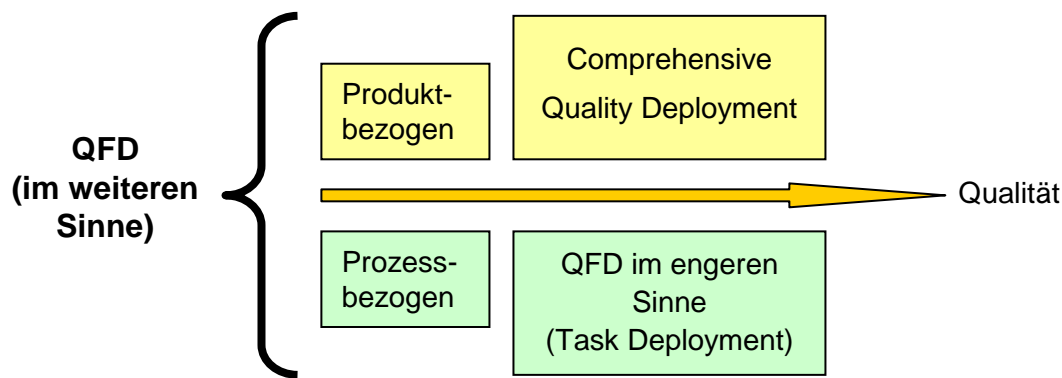 QFD
(im weiteren
Sinne)
Produkt-
bezogen
Comprehensive
Quality Deployment
Qualität
Prozess-
bezogen
QFD im engeren
Sinne
(Task Deployment)